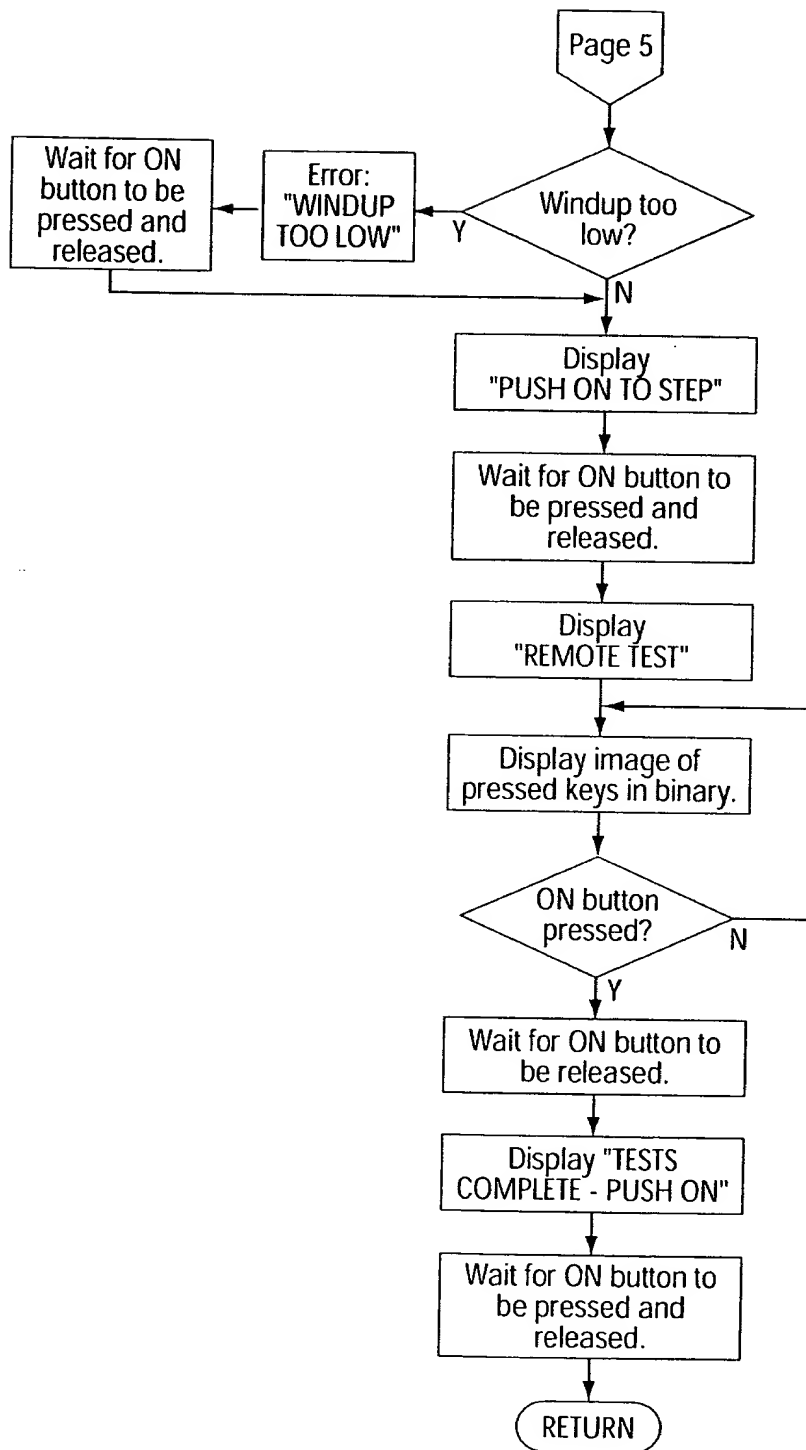 Page 5
Windup too
low?
Y
N
Error:
"WINDUP
TOO LOW"
Wait for ON
button to be
pressed and
released.
Display
"PUSH ON TO STEP"
Wait for ON button to
be pressed and
released.
Display
"REMOTE TEST"
Display image of
pressed keys in binary.
ON button
pressed?
N
Y
Wait for ON button to
be released.
Display "TESTS
COMPLETE - PUSH ON"
Wait for ON button to
be pressed and
released.
RETURN